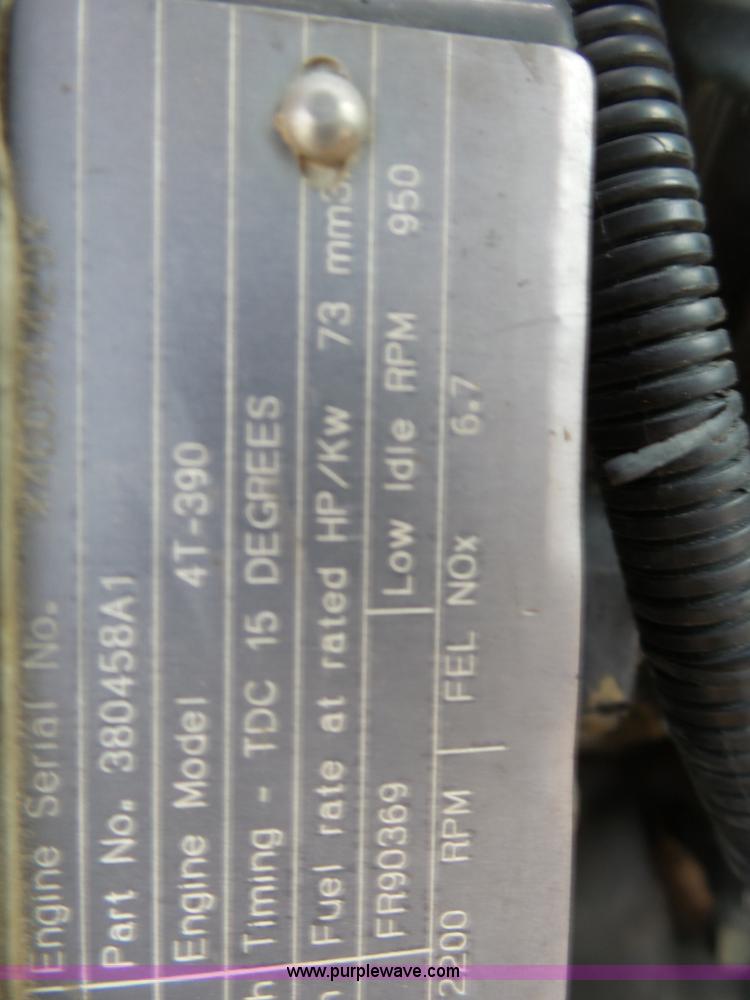 Engine Serial No.
Part No. 380458A1
Engine Model 4T-390
h Timing - TDC 15 DEGREES
Fuel rate at rated HP/Kw 73 mm3
FR90369 Low Idle RPM 950
2200 RPM FEL NOx 6.7
www.purplewave.com